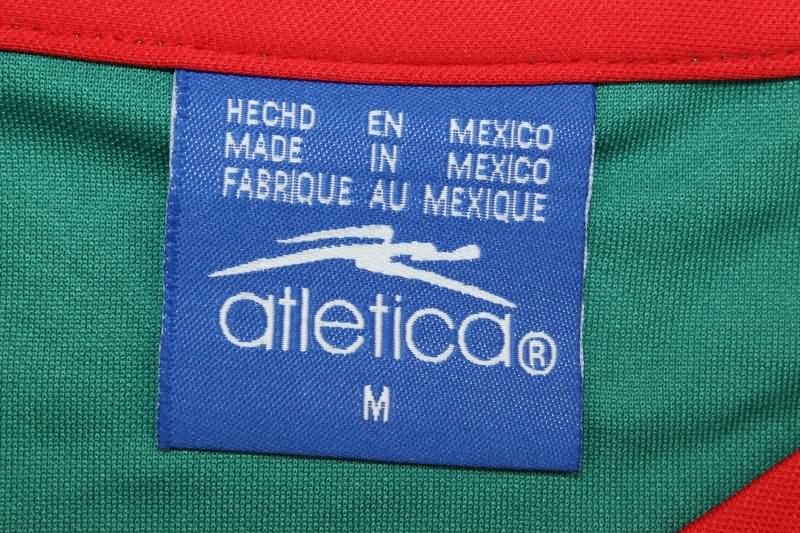 HECHD EN MEXICO
MADE IN MEXICO
FABRIQUE AU MEXIQUE
atletica®
M